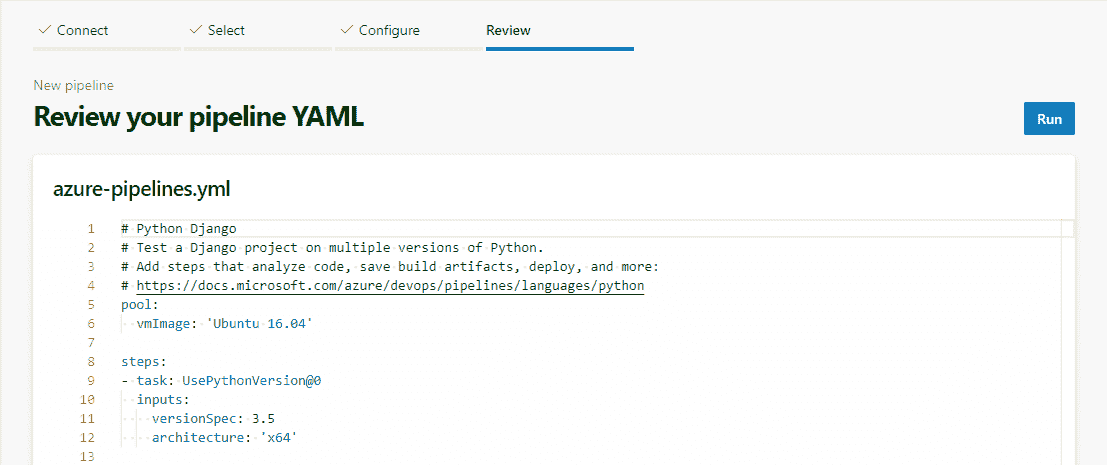 Connect Select Configure Review
New pipeline
Review your pipeline YAML
Run
azure-pipelines.yml
1 # Python Django
2 # Test a Django project on multiple versions of Python.
3 # Add steps that analyze code, save build artifacts, deploy, and more:
4 # https://docs.microsoft.com/azure/devops/pipelines/languages/python
5 pool:
6   vmImage: 'Ubuntu 16.04'
7
8 steps:
9 - task: UsePythonVersion@0
10   inputs:
11     versionSpec: 3.5
12     architecture: 'x64'
13